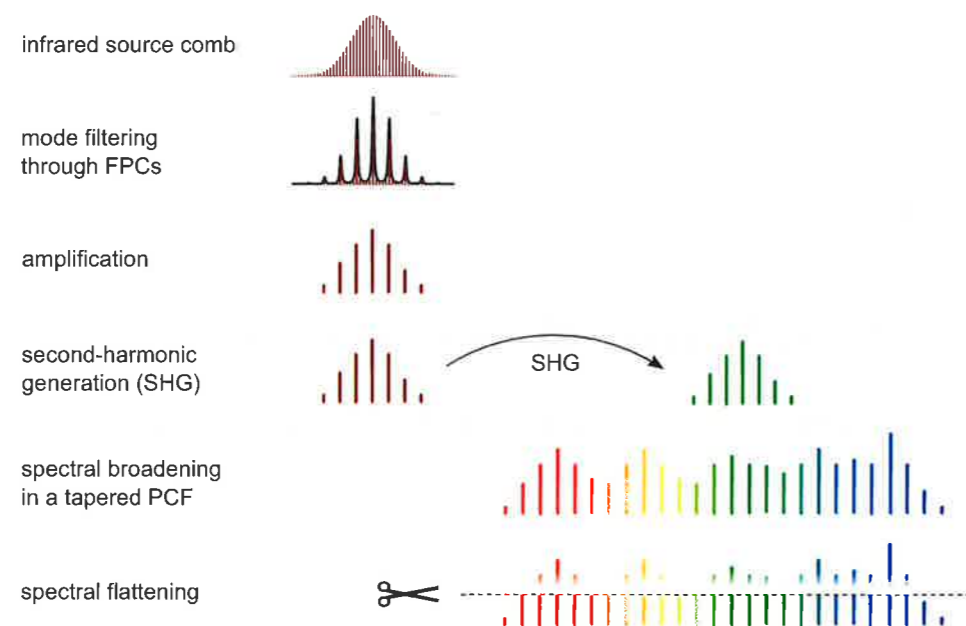 infrared source comb
mode filtering
through FPCs
amplification
second-harmonic
generation (SHG)
SHG
spectral broadening
in a tapered PCF
spectral flattening